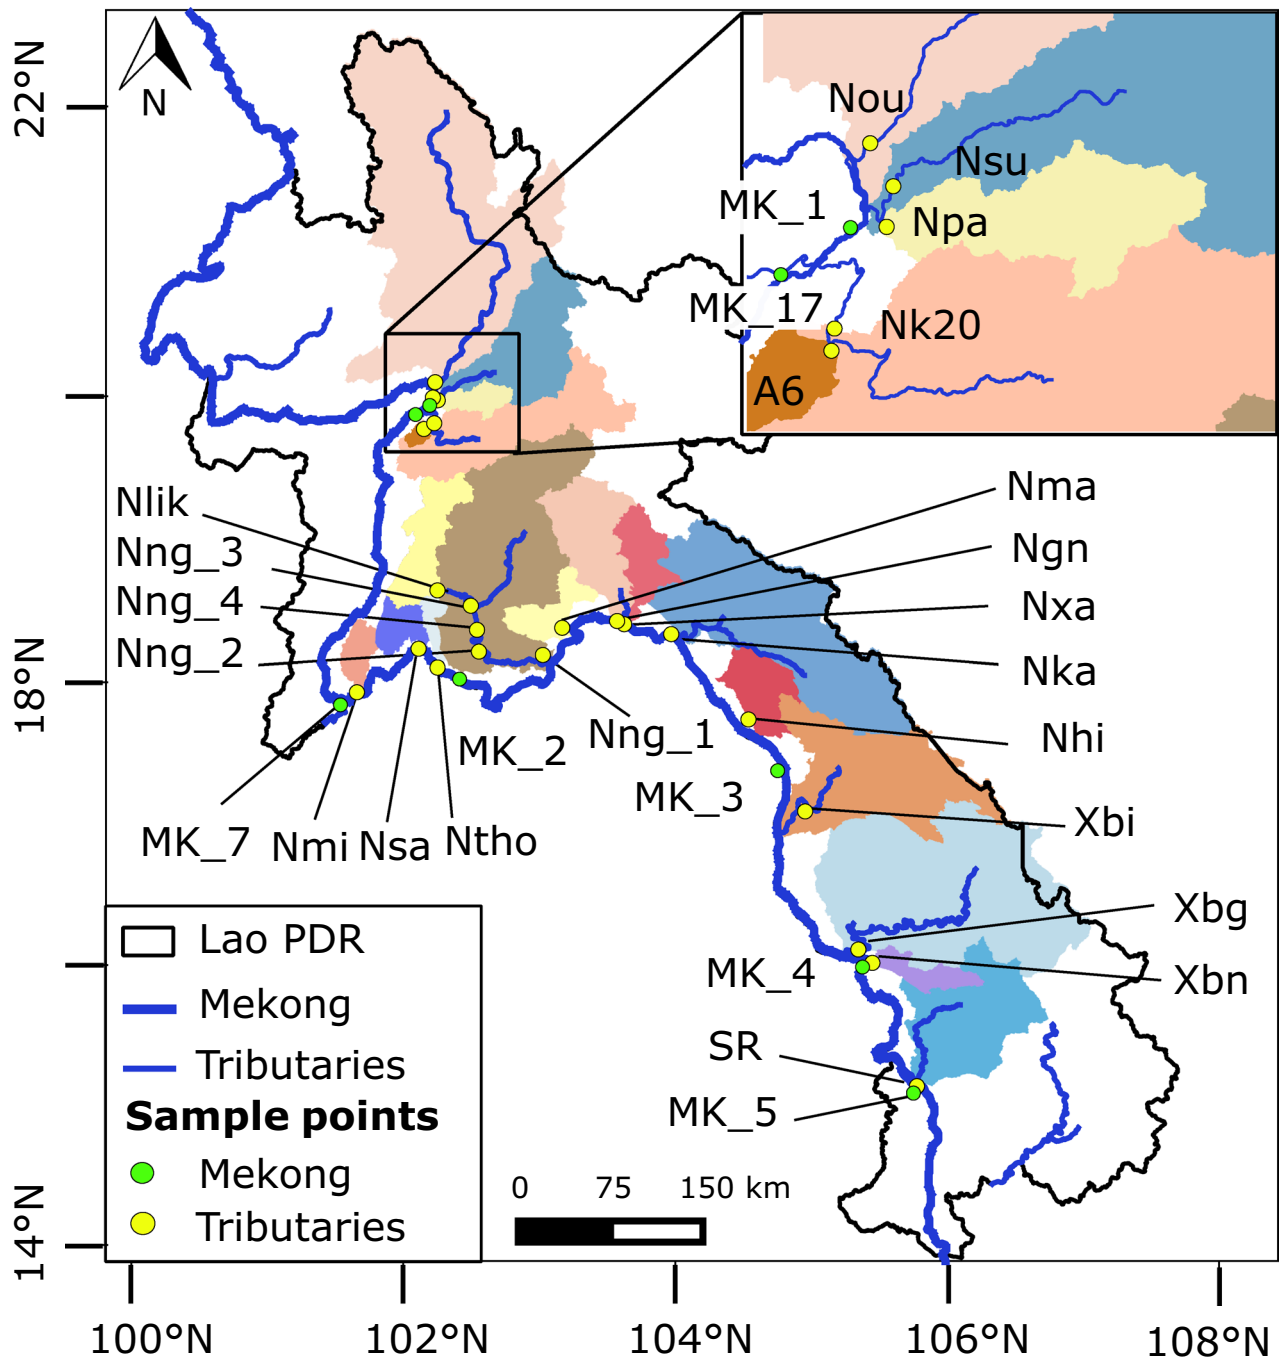 22°N
N
Nou
Nsu
MK_1
Npa
MK_17
Nk20
A6
Nlik
Nng_3
Nng_4
Nng_2
Nma
Ngn
Nxa
Nka
Nhi
18°N
MK_2
Nng_1
MK_3
MK_7
Nmi
Nsa
Ntho
Xbi
Xbg
MK_4
Xbn
SR
MK_5
Lao PDR
Mekong
Tributaries
Sample points
Mekong
Tributaries
0 75 150 km
14°N
100°N 102°N 104°N 106°N 108°N